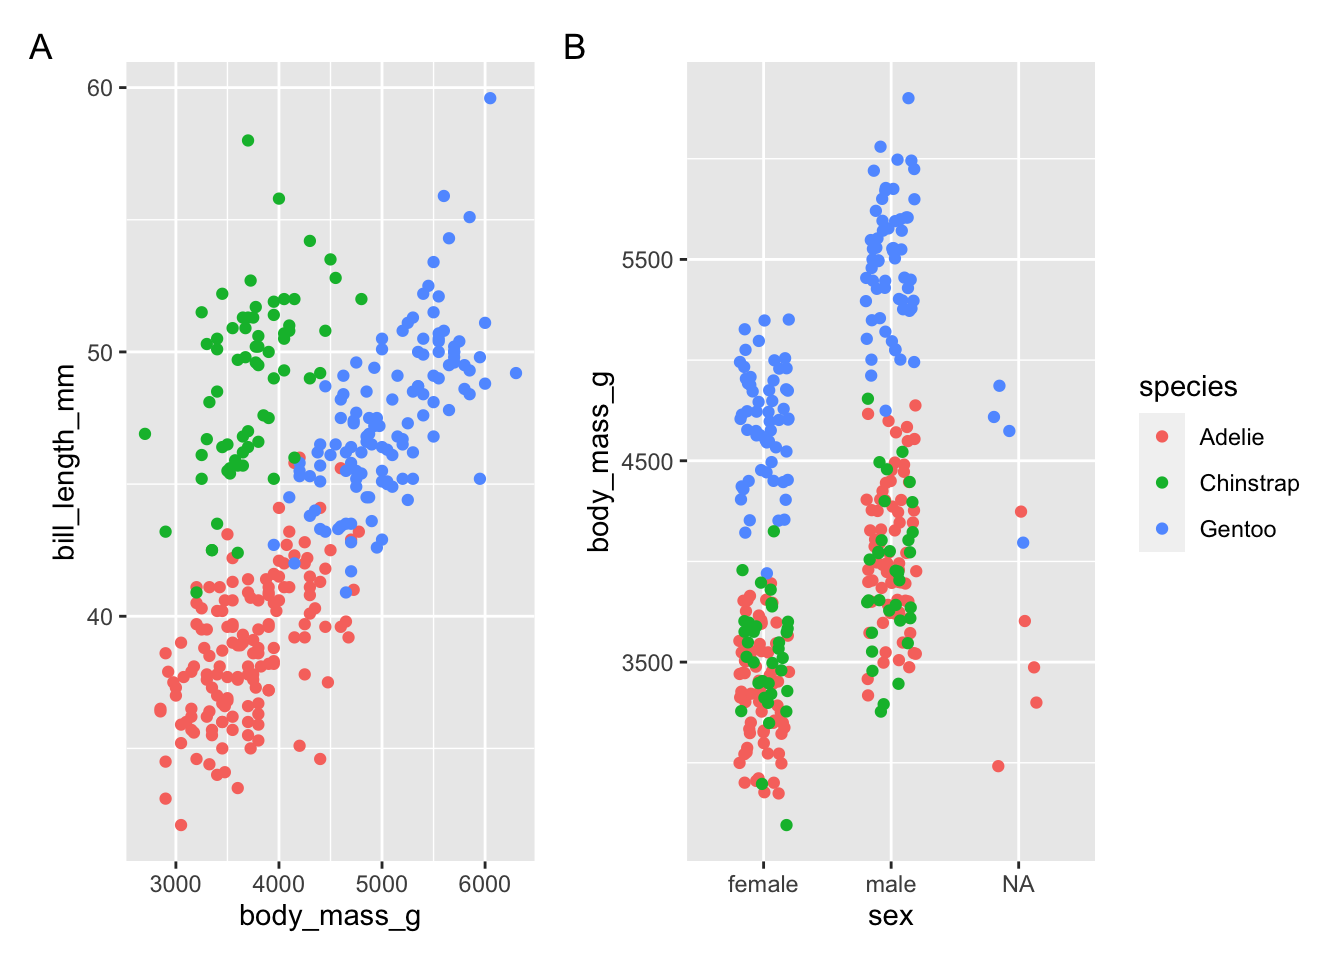 A
B
60
50
40
bill_length_mm
3000 4000 5000 6000
body_mass_g
5500
4500
3500
body_mass_g
female male NA
sex
species
Adelie
Chinstrap
Gentoo